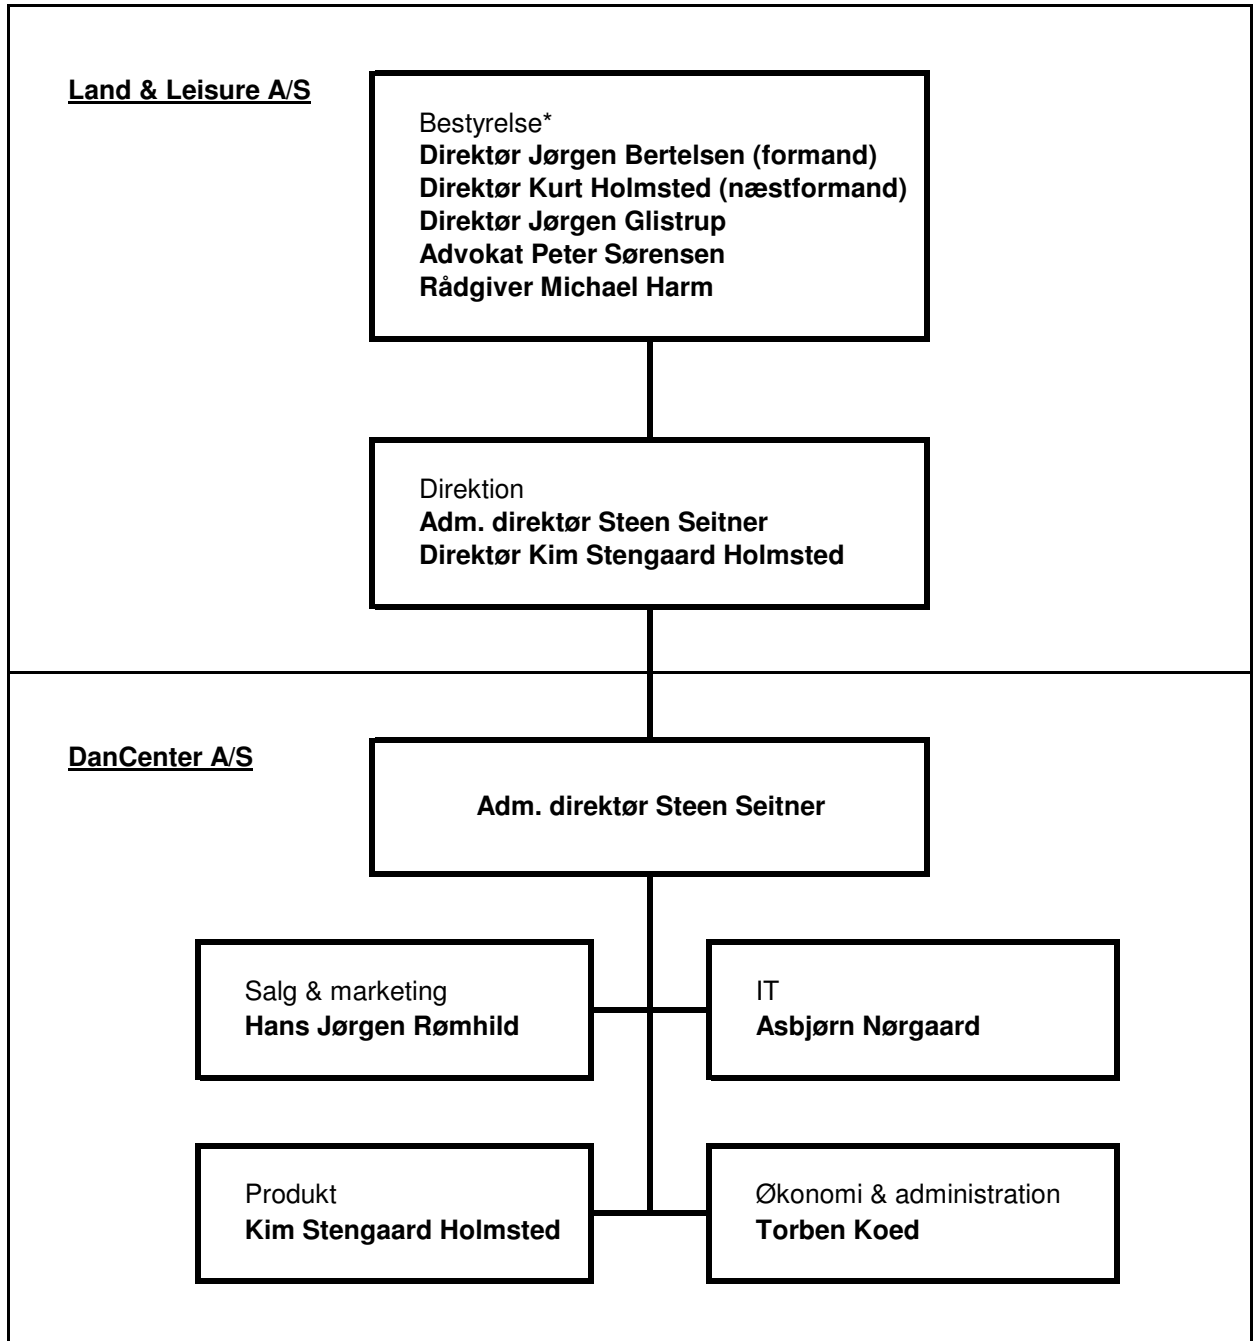 Land & Leisure A/S
Bestyrelse*
Direktør Jørgen Bertelsen (formand)
Direktør Kurt Holmsted (næstformand)
Direktør Jørgen Glistrup
Advokat Peter Sørensen
Rådgiver Michael Harm
Direktion
Adm. direktør Steen Seitner
Direktør Kim Stengaard Holmsted
DanCenter A/S
Adm. direktør Steen Seitner
Salg & marketing
Hans Jørgen Rømhild
IT
Asbjørn Nørgaard
Produkt
Kim Stengaard Holmsted
Økonomi & administration
Torben Koed